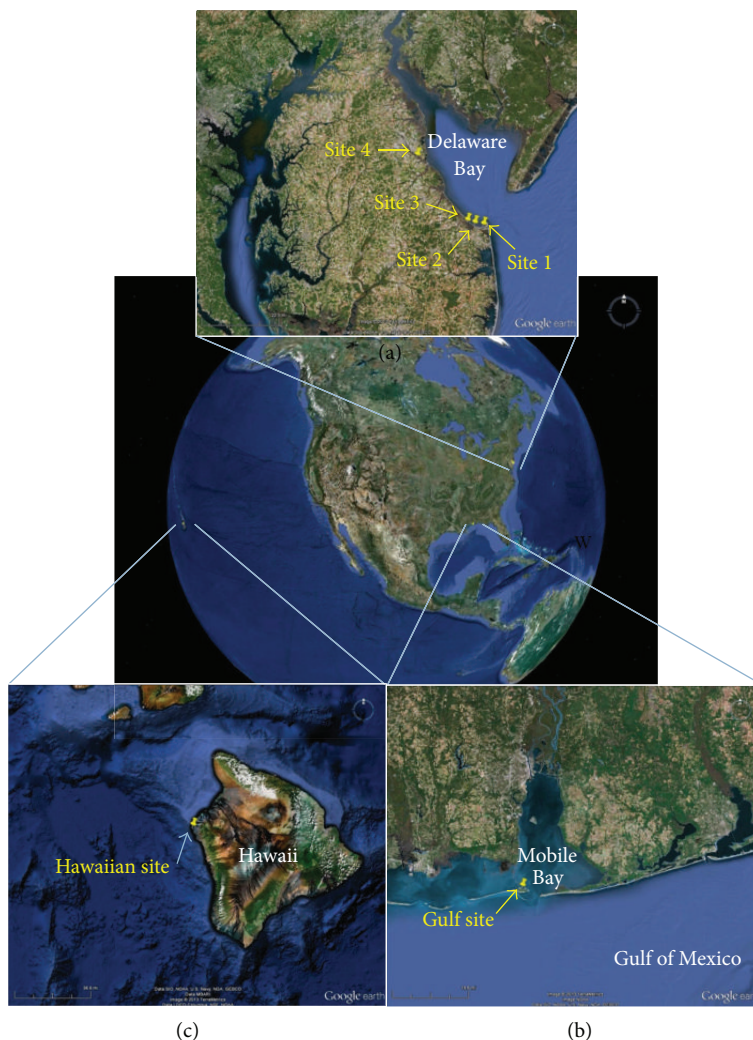 Delaware
Bay
Site 4
Site 3
Site 2
Site 1
Google earth
(a)
N
W
Hawaiian site
Hawaii
Google earth
(c)
Mobile
Bay
Gulf site
Gulf of Mexico
Google earth
(b)